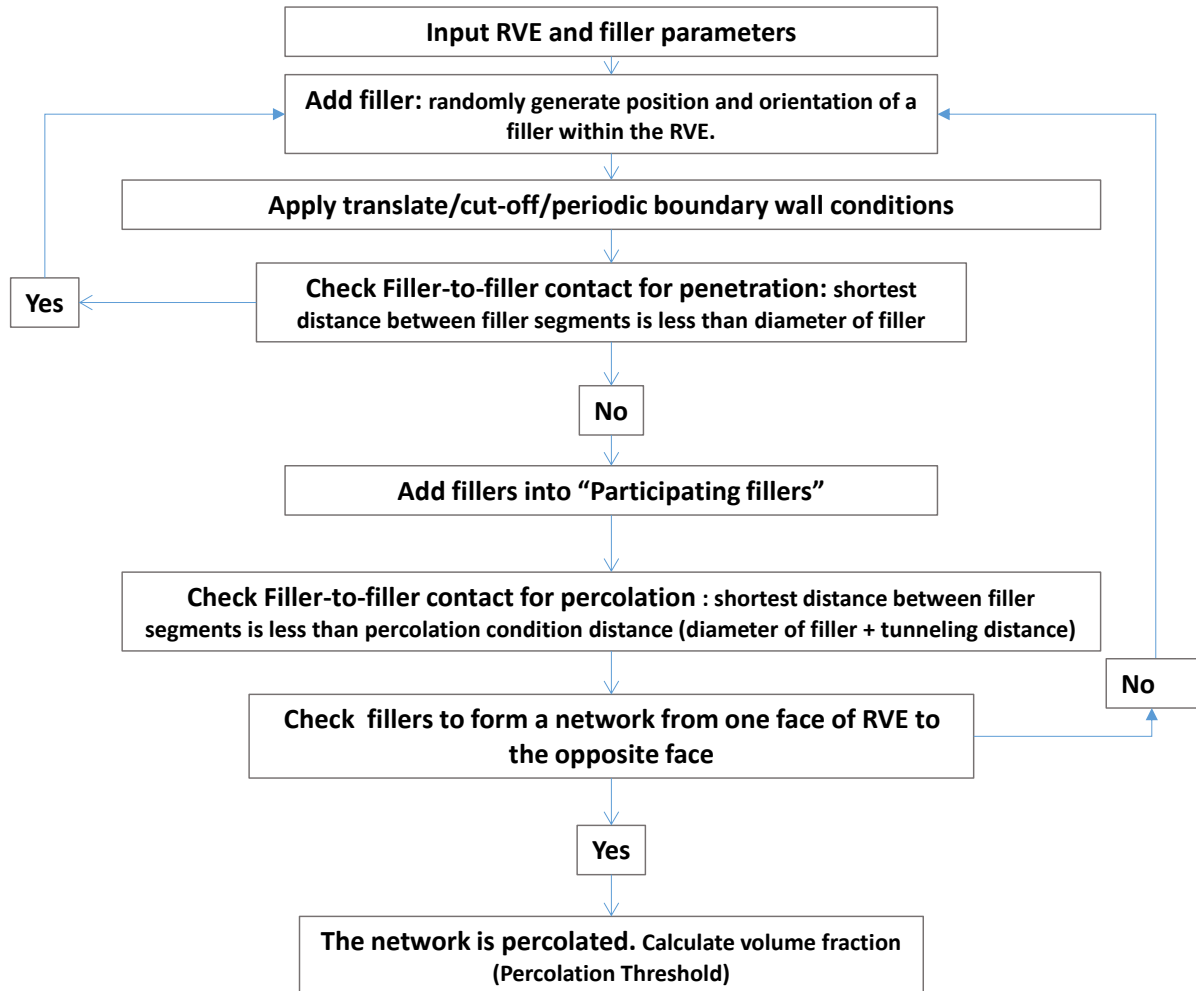 Input RVE and filler parameters
Add filler: randomly generate position and orientation of a
filler within the RVE.
Apply translate/cut-off/periodic boundary wall conditions
Yes
Check Filler-to-filler contact for penetration: shortest
distance between filler segments is less than diameter of filler
No
Add fillers into “Participating fillers”
Check Filler-to-filler contact for percolation : shortest distance between filler
segments is less than percolation condition distance (diameter of filler + tunneling distance)
No
Check fillers to form a network from one face of RVE to
the opposite face
Yes
The network is percolated. Calculate volume fraction
(Percolation Threshold)